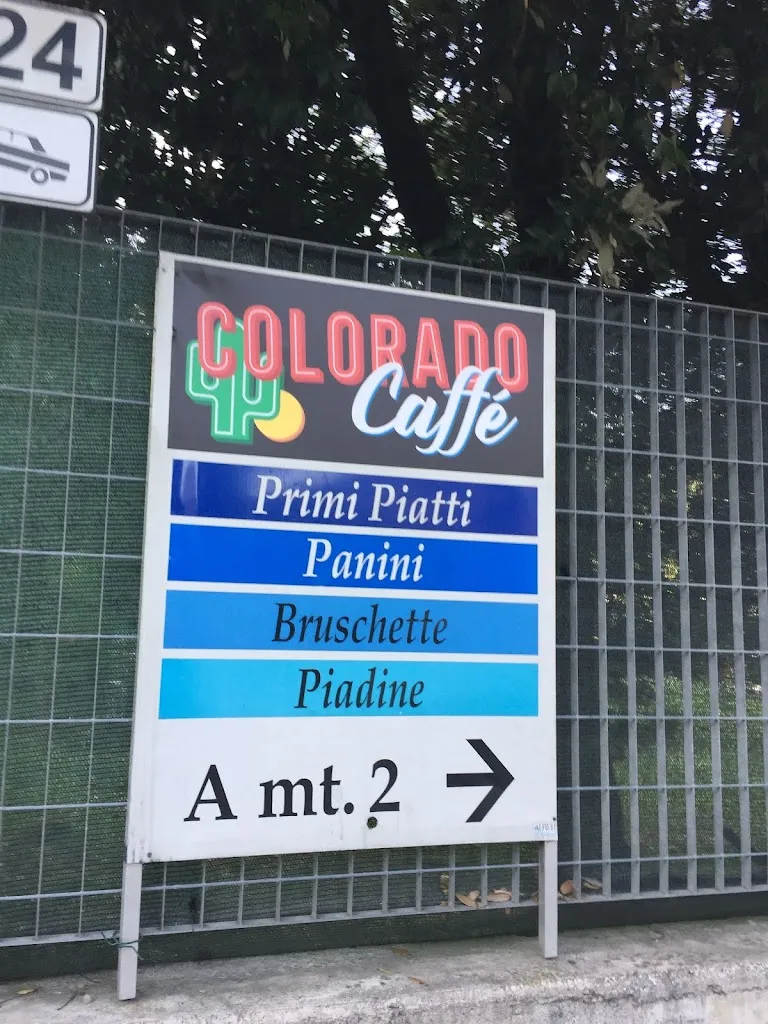 24
COLORADO
Caffé
Primi Piatti
Panini
Bruschette
Piadine
A mt. 2 →